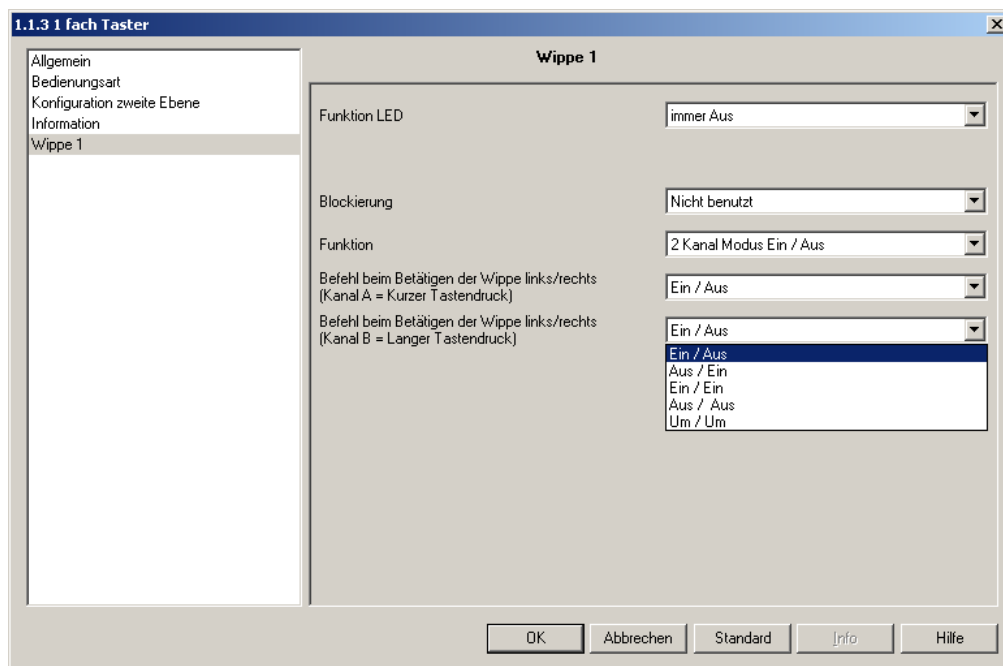 1.1.3 1 fach Taster
Allgemein
Bedienungsart
Konfiguration zweite Ebene
Information
Wippe 1
Wippe 1
Funktion LED
immer Aus
Blockierung
Nicht benutzt
Funktion
2 Kanal Modus Ein / Aus
Befehl beim Betätigen der Wippe links/rechts
(Kanal A = Kurzer Tastendruck)
Ein / Aus
Befehl beim Betätigen der Wippe links/rechts
(Kanal B = Langer Tastendruck)
Ein / Aus
Ein / Aus
Aus / Ein
Ein / Ein
Aus /  Aus
Um / Um
OK
Abbrechen
Standard
Info
Hilfe